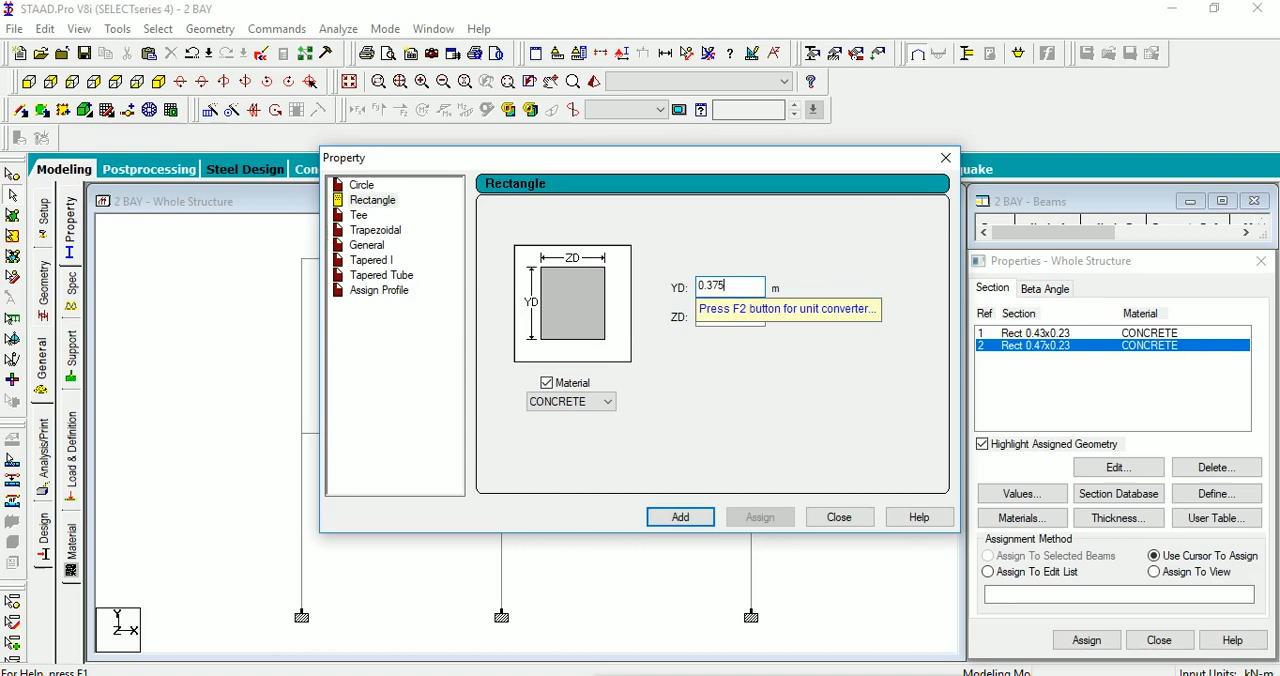 STAAD.Pro V8i (SELECTseries 4) - 2 BAY
File Edit View Tools Select Geometry Commands Analyze Mode Window Help
Modeling Postprocessing Steel Design Con
uake
Setup
Geometry
General
Analysis/Print
Design
Property
Spec
Support
Load & Definition
Material
2 BAY - Whole Structure
Property
Circle
Rectangle
Tee
Trapezoidal
General
Tapered I
Tapered Tube
Assign Profile
Rectangle
ZD
YD
YD: 0.375 m
Press F2 button for unit converter...
ZD:
Material
CONCRETE
Add Assign Close Help
2 BAY - Beams
Properties - Whole Structure
Section Beta Angle
Ref Section Material
1 Rect 0.43x0.23 CONCRETE
2 Rect 0.47x0.23 CONCRETE
Highlight Assigned Geometry
Edit... Delete...
Values... Section Database Define...
Materials... Thickness... User Table...
Assignment Method
Assign To Selected Beams Use Cursor To Assign
Assign To Edit List Assign To View
Assign Close Help
Y
Z X
For Help, press F1
Modeling Mo
Input Units: kN-m